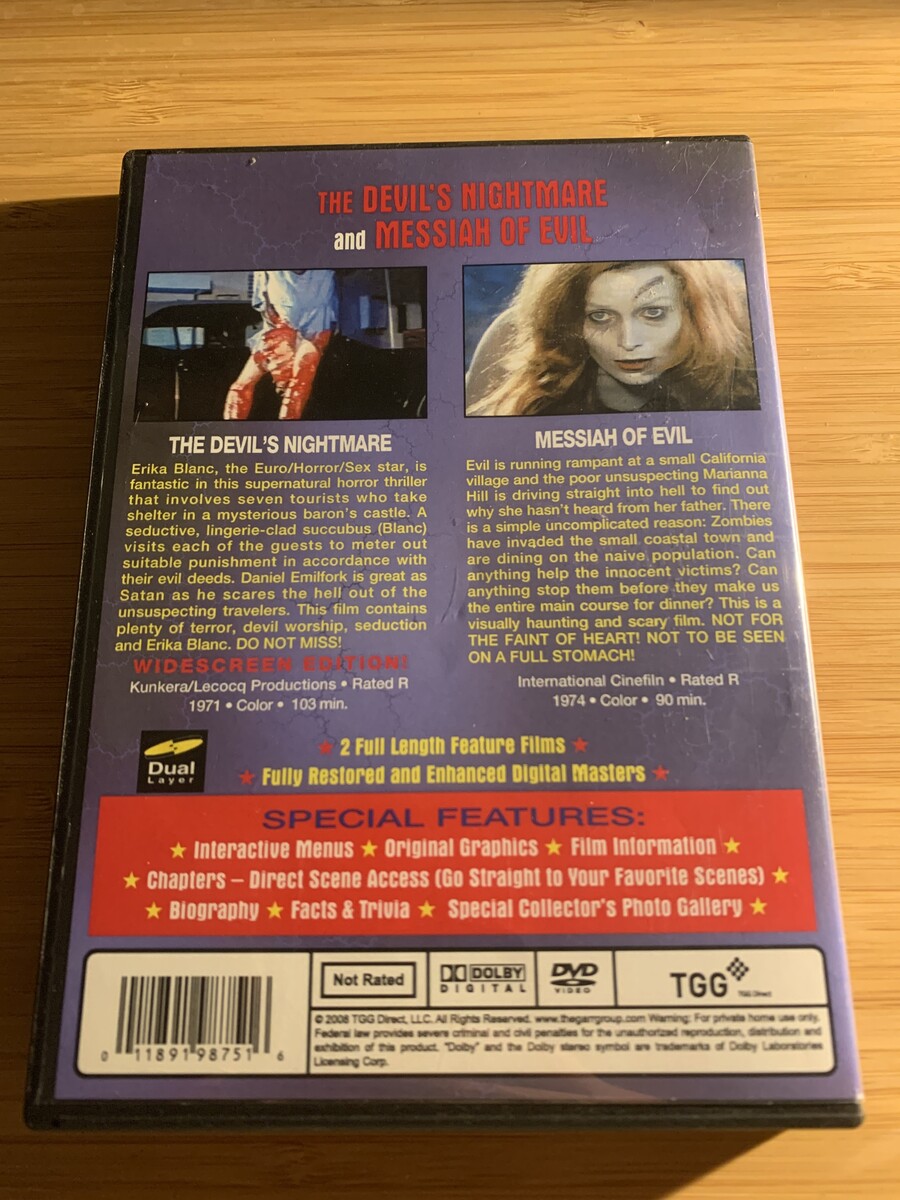 THE DEVIL'S NIGHTMARE
and MESSIAH OF EVIL
THE DEVIL'S NIGHTMARE
Erika Blanc, the Euro/Horror/Sex star, is
fantastic in this supernatural horror thriller
that involves seven tourists who take
shelter in a mysterious baron's castle. A
seductive, lingerie-clad succubus (Blanc)
visits each of the guests to meter out
suitable punishment in accordance with
their evil deeds. Daniel Emilfork is great as
Satan as he scares the hell out of the
unsuspecting travelers. This film contains
plenty of terror, devil worship, seduction
and Erika Blanc. DO NOT MISS!
WIDESCREEN EDITION!
Kunkera/Lecocq Productions • Rated R
1971 • Color • 103 min.
MESSIAH OF EVIL
Evil is running rampant at a small California
village and the poor unsuspecting Marianna
Hill is driving straight into hell to find out
why she hasn't heard from her father. There
is a simple uncomplicated reason: Zombies
have invaded the small coastal town and
are dining on the naive population. Can
anything help the innocent victims? Can
anything stop them before they make us
the entire main course for dinner? This is a
visually haunting and scary film. NOT FOR
THE FAINT OF HEART! NOT TO BE SEEN
ON A FULL STOMACH!
International Cinefiln • Rated R
1974 • Color • 90 min.
Dual
Layer
★ 2 Full Length Feature Films ★
★ Fully Restored and Enhanced Digital Masters ★
SPECIAL FEATURES:
★ Interactive Menus ★ Original Graphics ★ Film Information ★
★ Chapters – Direct Scene Access (Go Straight to Your Favorite Scenes) ★
★ Biography ★ Facts & Trivia ★ Special Collector's Photo Gallery ★
0 11891 98751 6
Not Rated
DOLBY
DIGITAL
DVD
VIDEO
TGG
TGG Direct
© 2008 TGG Direct, LLC. All Rights Reserved. www.thegarrgroup.com Warning: For private home use only.
Federal law provides severe criminal and civil penalties for the unauthorized reproduction, distribution and
exhibition of this product. "Dolby" and the Dolby stereo symbol are trademarks of Dolby Laboratories
Licensing Corp.